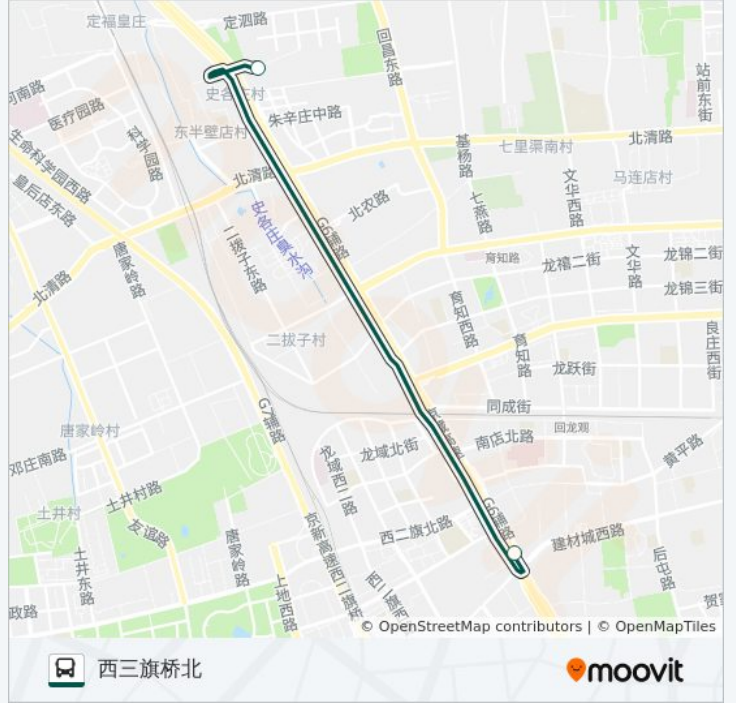 定福皇庄
定泗路
回昌东路
站前东街
史各庄村
医疗园路
科学园路
东半壁店村
朱辛庄中路
北清路
基杨路
七里渠南村
生命科学园西路
皇后店东路
北清路
七燕路
文华西路
马连店村
北农路
史各庄臭水沟
G6辅路
二拨子东路
唐家岭路
育知路
龙禧二街
文华路
龙锦二街
龙锦三街
北清路
育知西路
育知路
良庄西街
二拔子村
龙跃街
同成街
G7辅路
唐家岭村
龙域北街
南店北路
回龙观
黄平路
邓庄南路
龙域西二路
土井村路
土井村
友谊路
G6辅路
西二旗北路
建材城西路
唐家岭路
土井东路
后屯路
上地西路
政路
© OpenStreetMap contributors | © OpenMapTiles
西三旗桥北
moovit